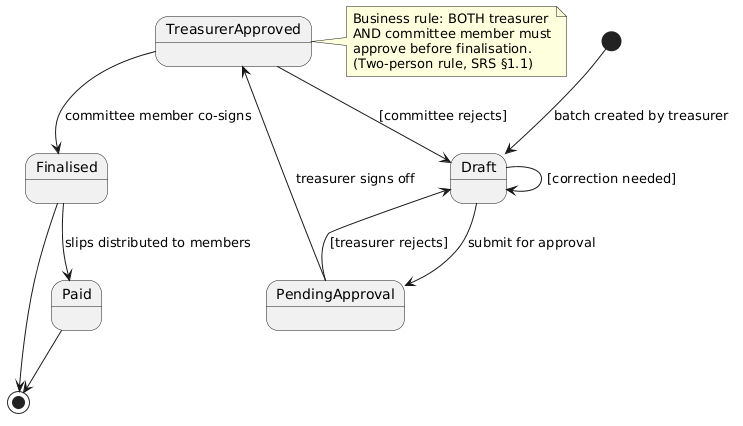 TreasurerApproved
Business rule: BOTH treasurer
AND committee member must
approve before finalisation.
(Two-person rule, SRS §1.1)
committee member co-signs
[committee rejects]
batch created by treasurer
Finalised
Draft
treasurer signs off
[correction needed]
slips distributed to members
[treasurer rejects]
submit for approval
Paid
PendingApproval